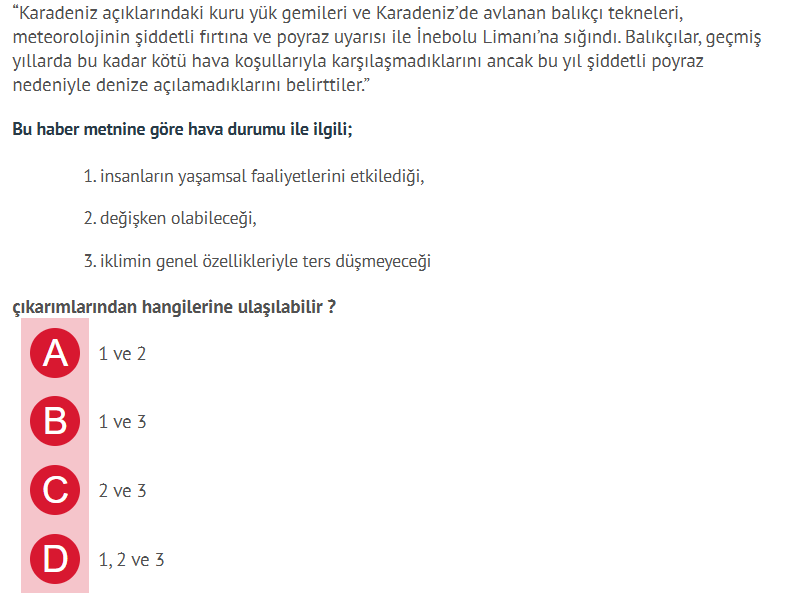 “Karadeniz açıklarındaki kuru yük gemileri ve Karadeniz’de avlanan balıkçı tekneleri,
meteorolojinin şiddetli fırtına ve poyraz uyarısı ile İnebolu Limanı’na sığındı. Balıkçılar, geçmiş
yıllarda bu kadar kötü hava koşullarıyla karşılaşmadıklarını ancak bu yıl şiddetli poyraz
nedeniyle denize açılamadıklarını belirttiler.”
Bu haber metnine göre hava durumu ile ilgili;
1. insanların yaşamsal faaliyetlerini etkilediği,
2. değişken olabileceği,
3. iklimin genel özellikleriyle ters düşmeyeceği
çıkarımlarından hangilerine ulaşılabilir ?
A 1 ve 2
B 1 ve 3
C 2 ve 3
D 1, 2 ve 3